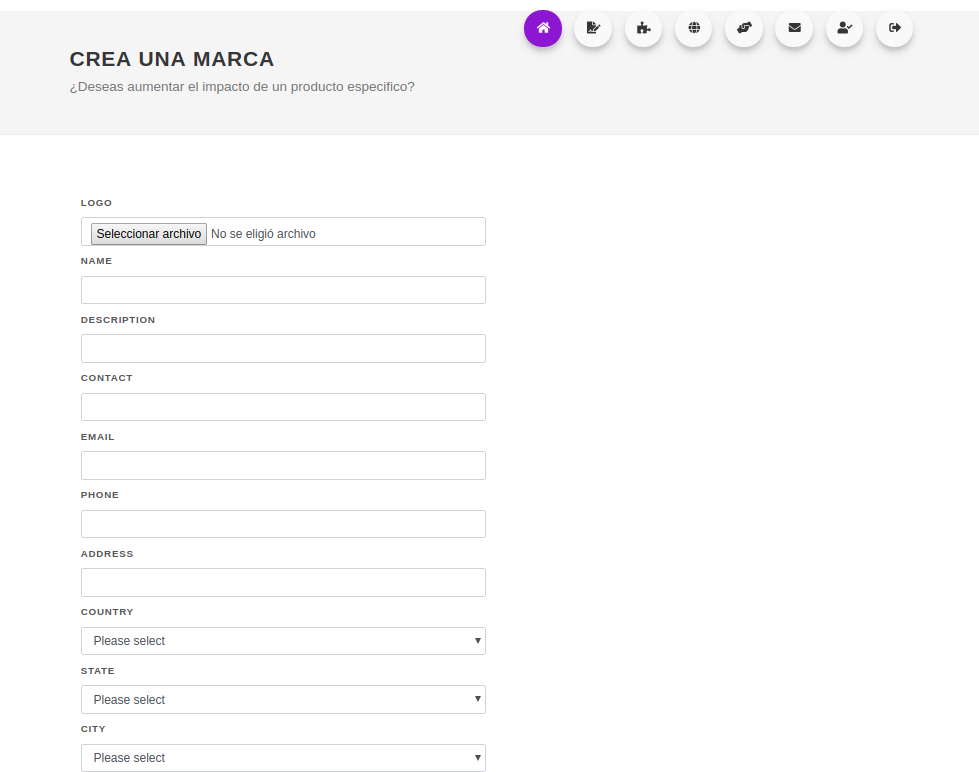 CREA UNA MARCA
¿Deseas aumentar el impacto de un producto especifico?
LOGO
Seleccionar archivo No se eligió archivo
NAME
DESCRIPTION
CONTACT
EMAIL
PHONE
ADDRESS
COUNTRY
Please select
STATE
Please select
CITY
Please select